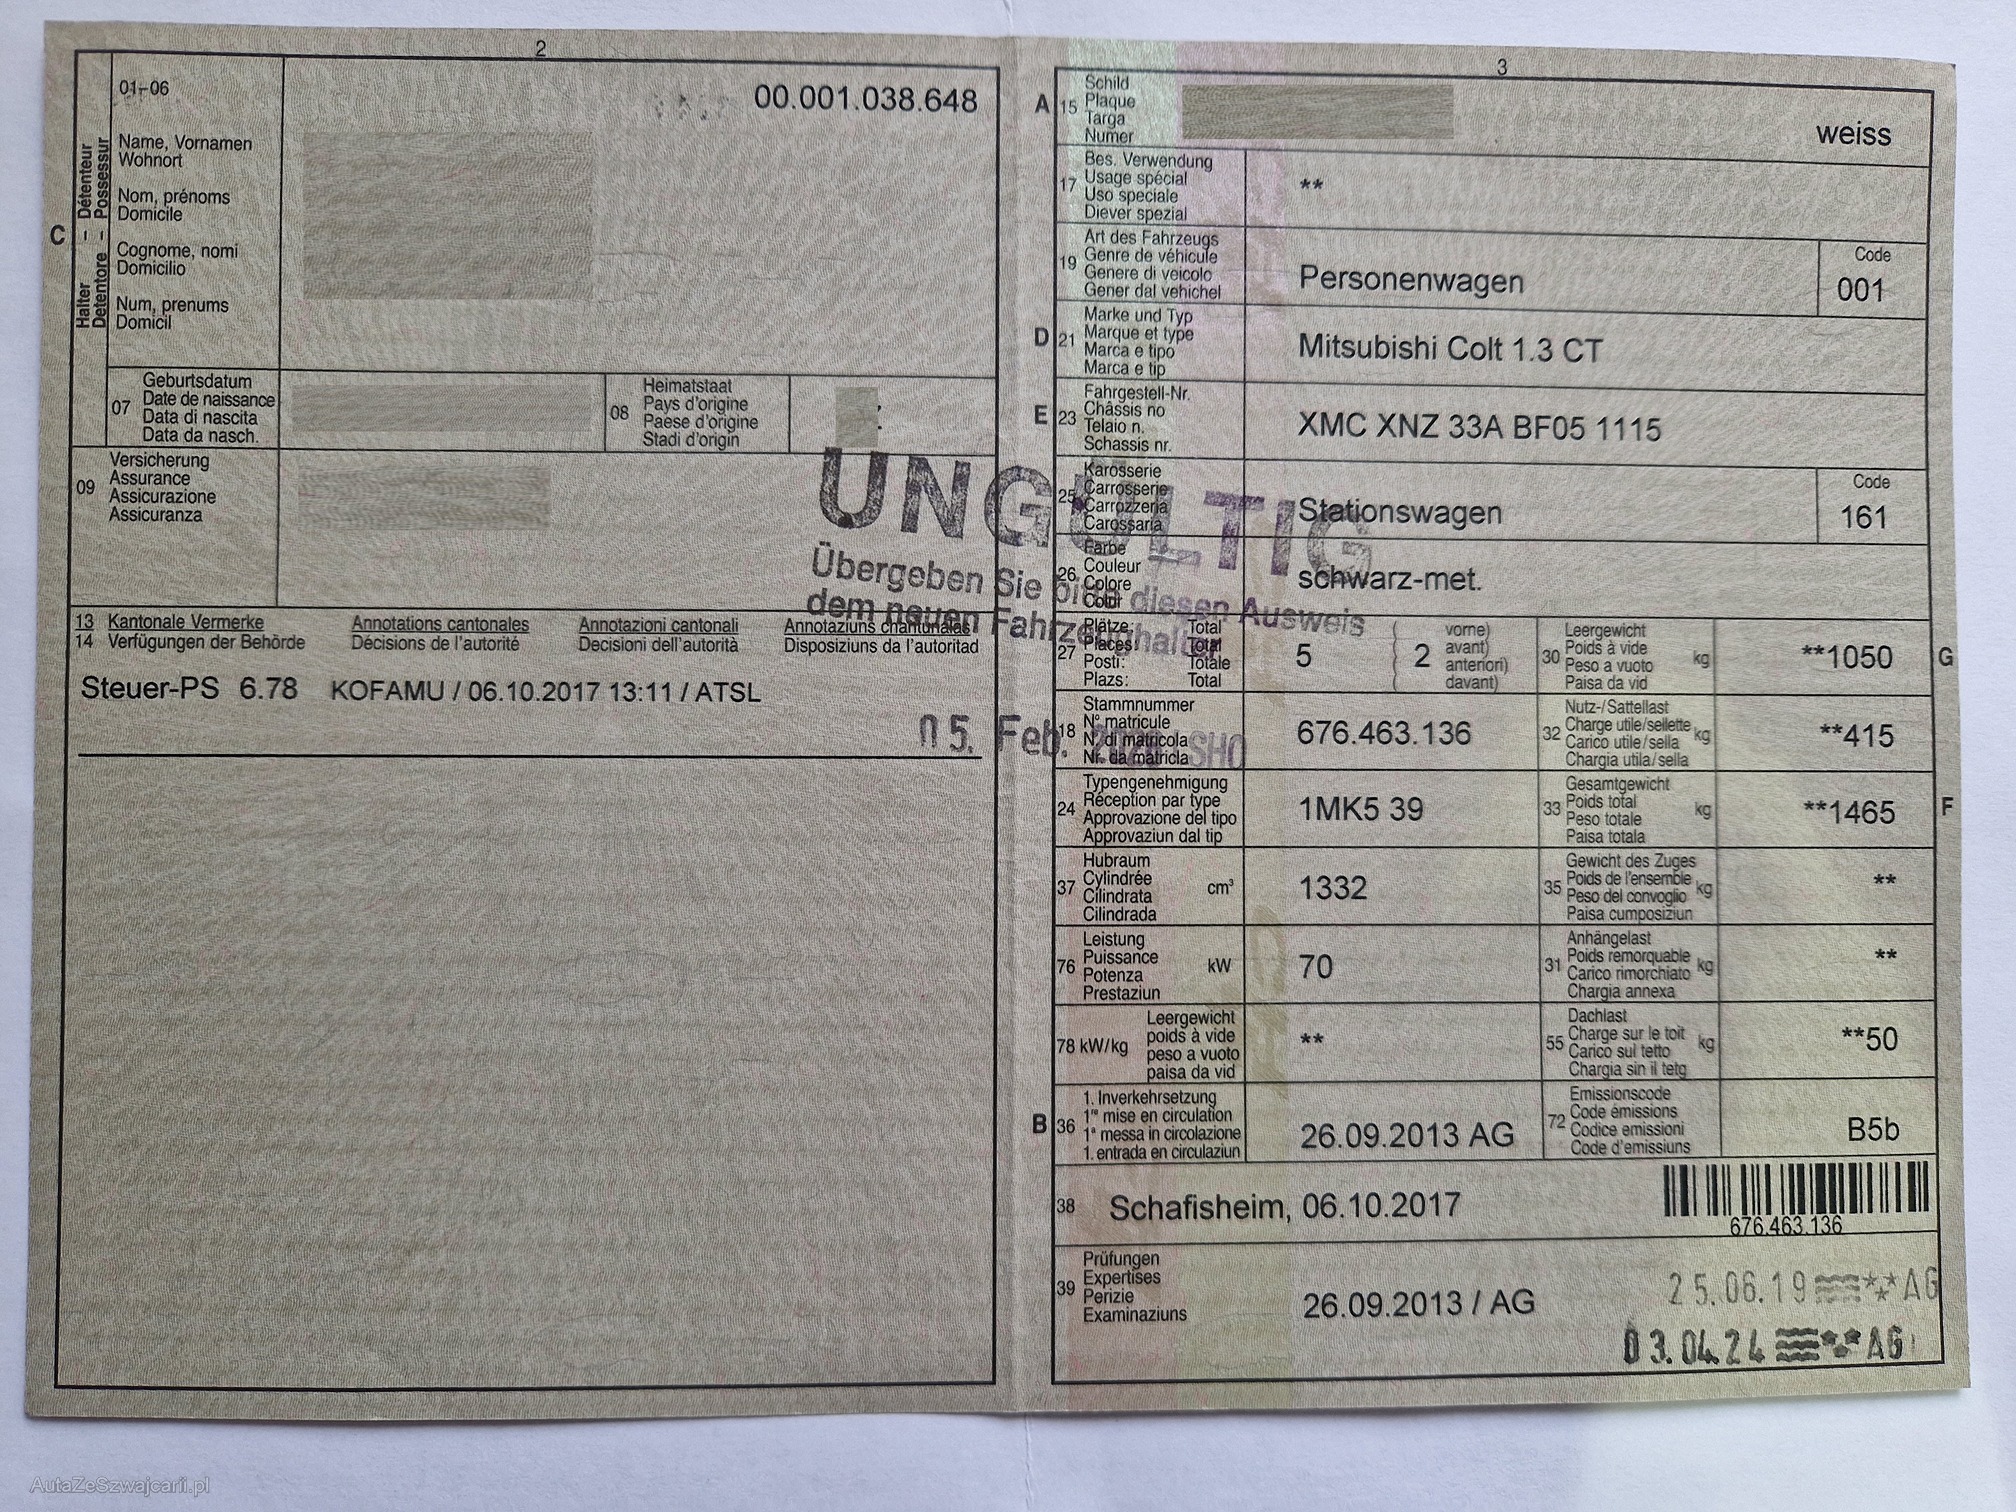 2
01–06
00.001.038.648
C
Halter – Détenteur
Detentore – Possessur
Name, Vornamen
Wohnort
Nom, prénoms
Domicile
Cognome, nomi
Domicilio
Num, prenums
Domicil
07
Geburtsdatum
Date de naissance
Data di nascita
Data da nasch.
08
Heimatstaat
Pays d'origine
Paese d'origine
Stadi d'origin
09
Versicherung
Assurance
Assicurazione
Assicuranza
UNGÜLTIG
Übergeben Sie bitte diesen Ausweis
dem neuen Fahrzeughalter
13 Kantonale Vermerke Annotations cantonales Annotazioni cantonali Annotaziuns chantunalas
14 Verfügungen der Behörde Décisions de l'autorité Decisioni dell'autorità Disposiziuns da l'autoritad
Steuer-PS 6.78 KOFAMU / 06.10.2017 13:11 / ATSL
05. Feb. SHO
3
A 15
Schild
Plaque
Targa
Numer
weiss
17
Bes. Verwendung
Usage spécial
Uso speciale
Diever spezial
**
19
Art des Fahrzeugs
Genre de véhicule
Genere di veicolo
Gener dal vehichel
Personenwagen
Code
001
D 21
Marke und Typ
Marque et type
Marca e tipo
Marca e tip
Mitsubishi Colt 1.3 CT
E 23
Fahrgestell-Nr.
Châssis no
Telaio n.
Schassis nr.
XMC XNZ 33A BF05 1115
25
Karosserie
Carrosserie
Carrozzeria
Carossaria
Stationswagen
Code
161
26
Farbe
Couleur
Colore
Colur
schwarz-met.
27
Plätze: Total
Places: Total
Posti: Totale
Plazs: Total
5
2
vorne)
avant)
anteriori)
davant)
30
Leergewicht
Poids à vide
Peso a vuoto
Paisa da vid
kg
**1050
G
18
Stammnummer
N° matricule
N. di matricola
Nr. da matricla
676.463.136
32
Nutz-/Sattellast
Charge utile/sellette
Carico utile/sella
Chargia utila/sella
kg
**415
24
Typengenehmigung
Réception par type
Approvazione del tipo
Approvaziun dal tip
1MK5 39
33
Gesamtgewicht
Poids total
Peso totale
Paisa totala
kg
**1465
F
37
Hubraum
Cylindrée
Cilindrata
Cilindrada
cm³
1332
35
Gewicht des Zuges
Poids de l'ensemble
Peso del convoglio
Paisa cumposiziun
kg
**
76
Leistung
Puissance
Potenza
Prestaziun
kW
70
31
Anhängelast
Poids remorquable
Carico rimorchiato
Chargia annexa
kg
**
78 kW/kg
Leergewicht
poids à vide
peso a vuoto
paisa da vid
**
55
Dachlast
Charge sur le toit
Carico sul tetto
Chargia sin il tetg
kg
**50
B 36
1. Inverkehrsetzung
1re mise en circulation
1a messa in circolazione
1. entrada en circulaziun
26.09.2013 AG
72
Emissionscode
Code émissions
Codice emissioni
Code d'emissiuns
B5b
38
Schafisheim, 06.10.2017
676.463.136
39
Prüfungen
Expertises
Perizie
Examinaziuns
26.09.2013 / AG
25.06.19 AG
03.04.24 AG
AutaZeSzwajcarii.pl